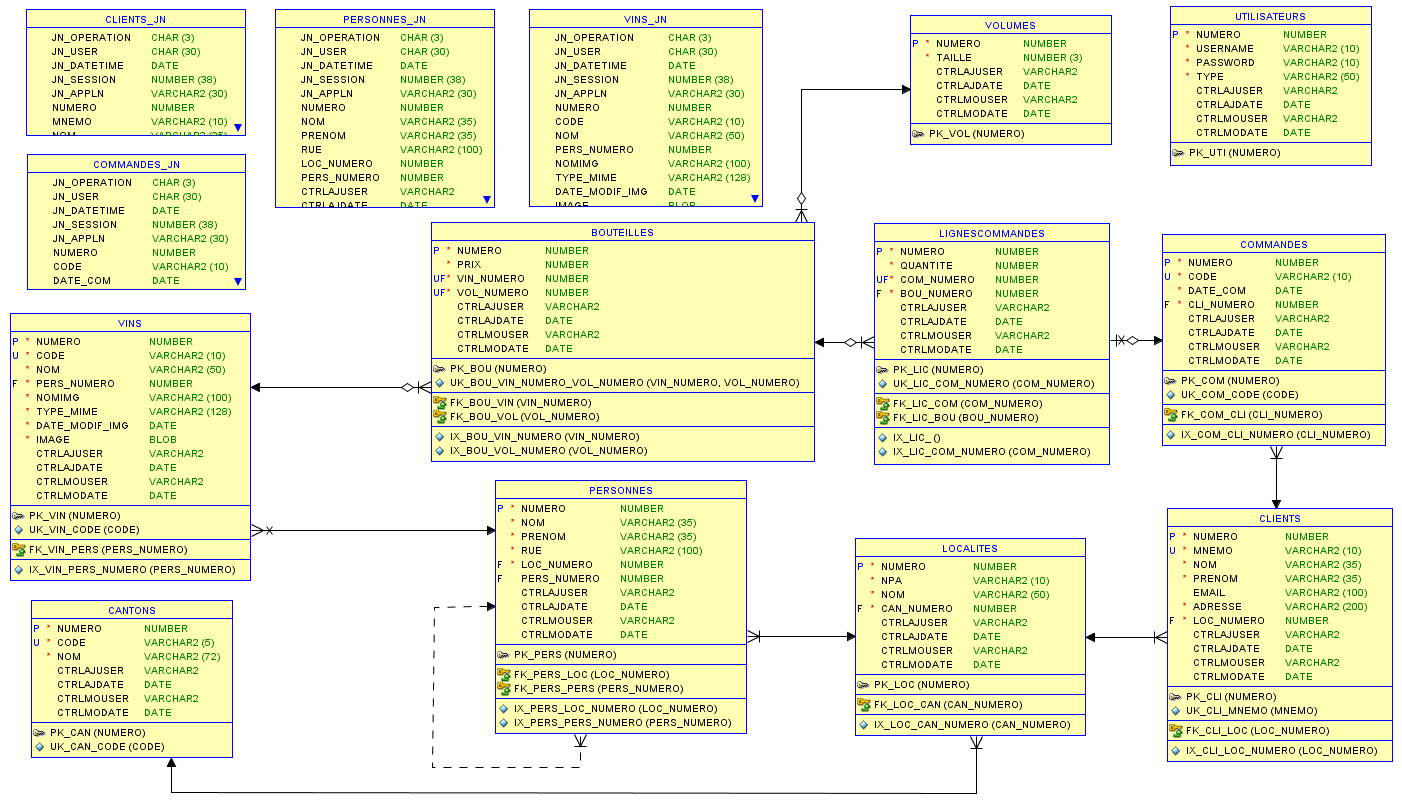 CLIENTS_JN
JN_OPERATION CHAR (3)
JN_USER CHAR (30)
JN_DATETIME DATE
JN_SESSION NUMBER (38)
JN_APPLN VARCHAR2 (30)
NUMERO NUMBER
MNEMO VARCHAR2 (10)
NOM VARCHAR2 (35)
PERSONNES_JN
JN_OPERATION CHAR (3)
JN_USER CHAR (30)
JN_DATETIME DATE
JN_SESSION NUMBER (38)
JN_APPLN VARCHAR2 (30)
NUMERO NUMBER
NOM VARCHAR2 (35)
PRENOM VARCHAR2 (35)
RUE VARCHAR2 (100)
LOC_NUMERO NUMBER
PERS_NUMERO NUMBER
CTRLAJUSER VARCHAR2
CTRLAJDATE DATE
VINS_JN
JN_OPERATION CHAR (3)
JN_USER CHAR (30)
JN_DATETIME DATE
JN_SESSION NUMBER (38)
JN_APPLN VARCHAR2 (30)
NUMERO NUMBER
CODE VARCHAR2 (10)
NOM VARCHAR2 (50)
PERS_NUMERO NUMBER
NOMIMG VARCHAR2 (100)
TYPE_MIME VARCHAR2 (128)
DATE_MODIF_IMG DATE
IMAGE BLOB
VOLUMES
P * NUMERO NUMBER
* TAILLE NUMBER (3)
CTRLAJUSER VARCHAR2
CTRLAJDATE DATE
CTRLMOUSER VARCHAR2
CTRLMODATE DATE
PK_VOL (NUMERO)
UTILISATEURS
P * NUMERO NUMBER
* USERNAME VARCHAR2 (10)
* PASSWORD VARCHAR2 (10)
* TYPE VARCHAR2 (50)
CTRLAJUSER VARCHAR2
CTRLAJDATE DATE
CTRLMOUSER VARCHAR2
CTRLMODATE DATE
PK_UTI (NUMERO)
COMMANDES_JN
JN_OPERATION CHAR (3)
JN_USER CHAR (30)
JN_DATETIME DATE
JN_SESSION NUMBER (38)
JN_APPLN VARCHAR2 (30)
NUMERO NUMBER
CODE VARCHAR2 (10)
DATE_COM DATE
BOUTEILLES
P * NUMERO NUMBER
* PRIX NUMBER
UF* VIN_NUMERO NUMBER
UF* VOL_NUMERO NUMBER
CTRLAJUSER VARCHAR2
CTRLAJDATE DATE
CTRLMOUSER VARCHAR2
CTRLMODATE DATE
PK_BOU (NUMERO)
UK_BOU_VIN_NUMERO_VOL_NUMERO (VIN_NUMERO, VOL_NUMERO)
FK_BOU_VIN (VIN_NUMERO)
FK_BOU_VOL (VOL_NUMERO)
IX_BOU_VIN_NUMERO (VIN_NUMERO)
IX_BOU_VOL_NUMERO (VOL_NUMERO)
LIGNESCOMMANDES
P * NUMERO NUMBER
* QUANTITE NUMBER
UF* COM_NUMERO NUMBER
F * BOU_NUMERO NUMBER
CTRLAJUSER VARCHAR2
CTRLAJDATE DATE
CTRLMOUSER VARCHAR2
CTRLMODATE DATE
PK_LIC (NUMERO)
UK_LIC_COM_NUMERO (COM_NUMERO)
FK_LIC_COM (COM_NUMERO)
FK_LIC_BOU (BOU_NUMERO)
IX_LIC_ ()
IX_LIC_COM_NUMERO (COM_NUMERO)
COMMANDES
P * NUMERO NUMBER
U * CODE VARCHAR2 (10)
* DATE_COM DATE
F * CLI_NUMERO NUMBER
CTRLAJUSER VARCHAR2
CTRLAJDATE DATE
CTRLMOUSER VARCHAR2
CTRLMODATE DATE
PK_COM (NUMERO)
UK_COM_CODE (CODE)
FK_COM_CLI (CLI_NUMERO)
IX_COM_CLI_NUMERO (CLI_NUMERO)
VINS
P * NUMERO NUMBER
U * CODE VARCHAR2 (10)
* NOM VARCHAR2 (50)
F * PERS_NUMERO NUMBER
* NOMIMG VARCHAR2 (100)
* TYPE_MIME VARCHAR2 (128)
* DATE_MODIF_IMG DATE
* IMAGE BLOB
CTRLAJUSER VARCHAR2
CTRLAJDATE DATE
CTRLMOUSER VARCHAR2
CTRLMODATE DATE
PK_VIN (NUMERO)
UK_VIN_CODE (CODE)
FK_VIN_PERS (PERS_NUMERO)
IX_VIN_PERS_NUMERO (PERS_NUMERO)
PERSONNES
P * NUMERO NUMBER
* NOM VARCHAR2 (35)
* PRENOM VARCHAR2 (35)
* RUE VARCHAR2 (100)
F * LOC_NUMERO NUMBER
F PERS_NUMERO NUMBER
CTRLAJUSER VARCHAR2
CTRLAJDATE DATE
CTRLMOUSER VARCHAR2
CTRLMODATE DATE
PK_PERS (NUMERO)
FK_PERS_LOC (LOC_NUMERO)
FK_PERS_PERS (PERS_NUMERO)
IX_PERS_LOC_NUMERO (LOC_NUMERO)
IX_PERS_PERS_NUMERO (PERS_NUMERO)
LOCALITES
P * NUMERO NUMBER
* NPA VARCHAR2 (10)
* NOM VARCHAR2 (50)
F * CAN_NUMERO NUMBER
CTRLAJUSER VARCHAR2
CTRLAJDATE DATE
CTRLMOUSER VARCHAR2
CTRLMODATE DATE
PK_LOC (NUMERO)
FK_LOC_CAN (CAN_NUMERO)
IX_LOC_CAN_NUMERO (CAN_NUMERO)
CLIENTS
P * NUMERO NUMBER
U * MNEMO VARCHAR2 (10)
* NOM VARCHAR2 (35)
* PRENOM VARCHAR2 (35)
EMAIL VARCHAR2 (100)
* ADRESSE VARCHAR2 (200)
F * LOC_NUMERO NUMBER
CTRLAJUSER VARCHAR2
CTRLAJDATE DATE
CTRLMOUSER VARCHAR2
CTRLMODATE DATE
PK_CLI (NUMERO)
UK_CLI_MNEMO (MNEMO)
FK_CLI_LOC (LOC_NUMERO)
IX_CLI_LOC_NUMERO (LOC_NUMERO)
CANTONS
P * NUMERO NUMBER
U * CODE VARCHAR2 (5)
* NOM VARCHAR2 (72)
CTRLAJUSER VARCHAR2
CTRLAJDATE DATE
CTRLMOUSER VARCHAR2
CTRLMODATE DATE
PK_CAN (NUMERO)
UK_CAN_CODE (CODE)